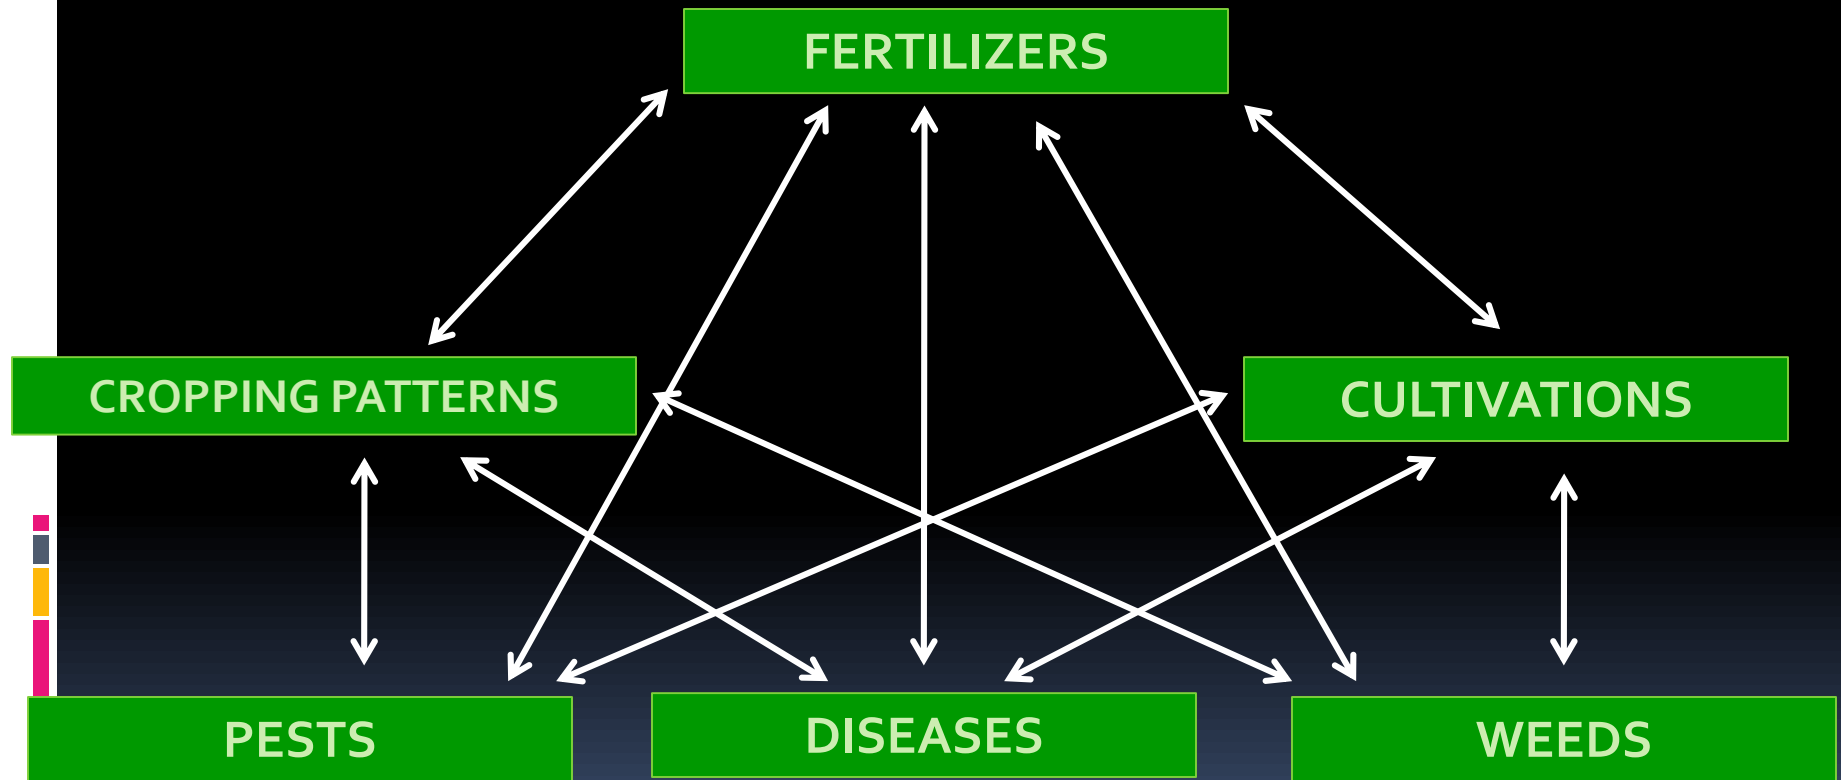 FERTILIZERS
CROPPING PATTERNS
CULTIVATIONS
PESTS
DISEASES
WEEDS